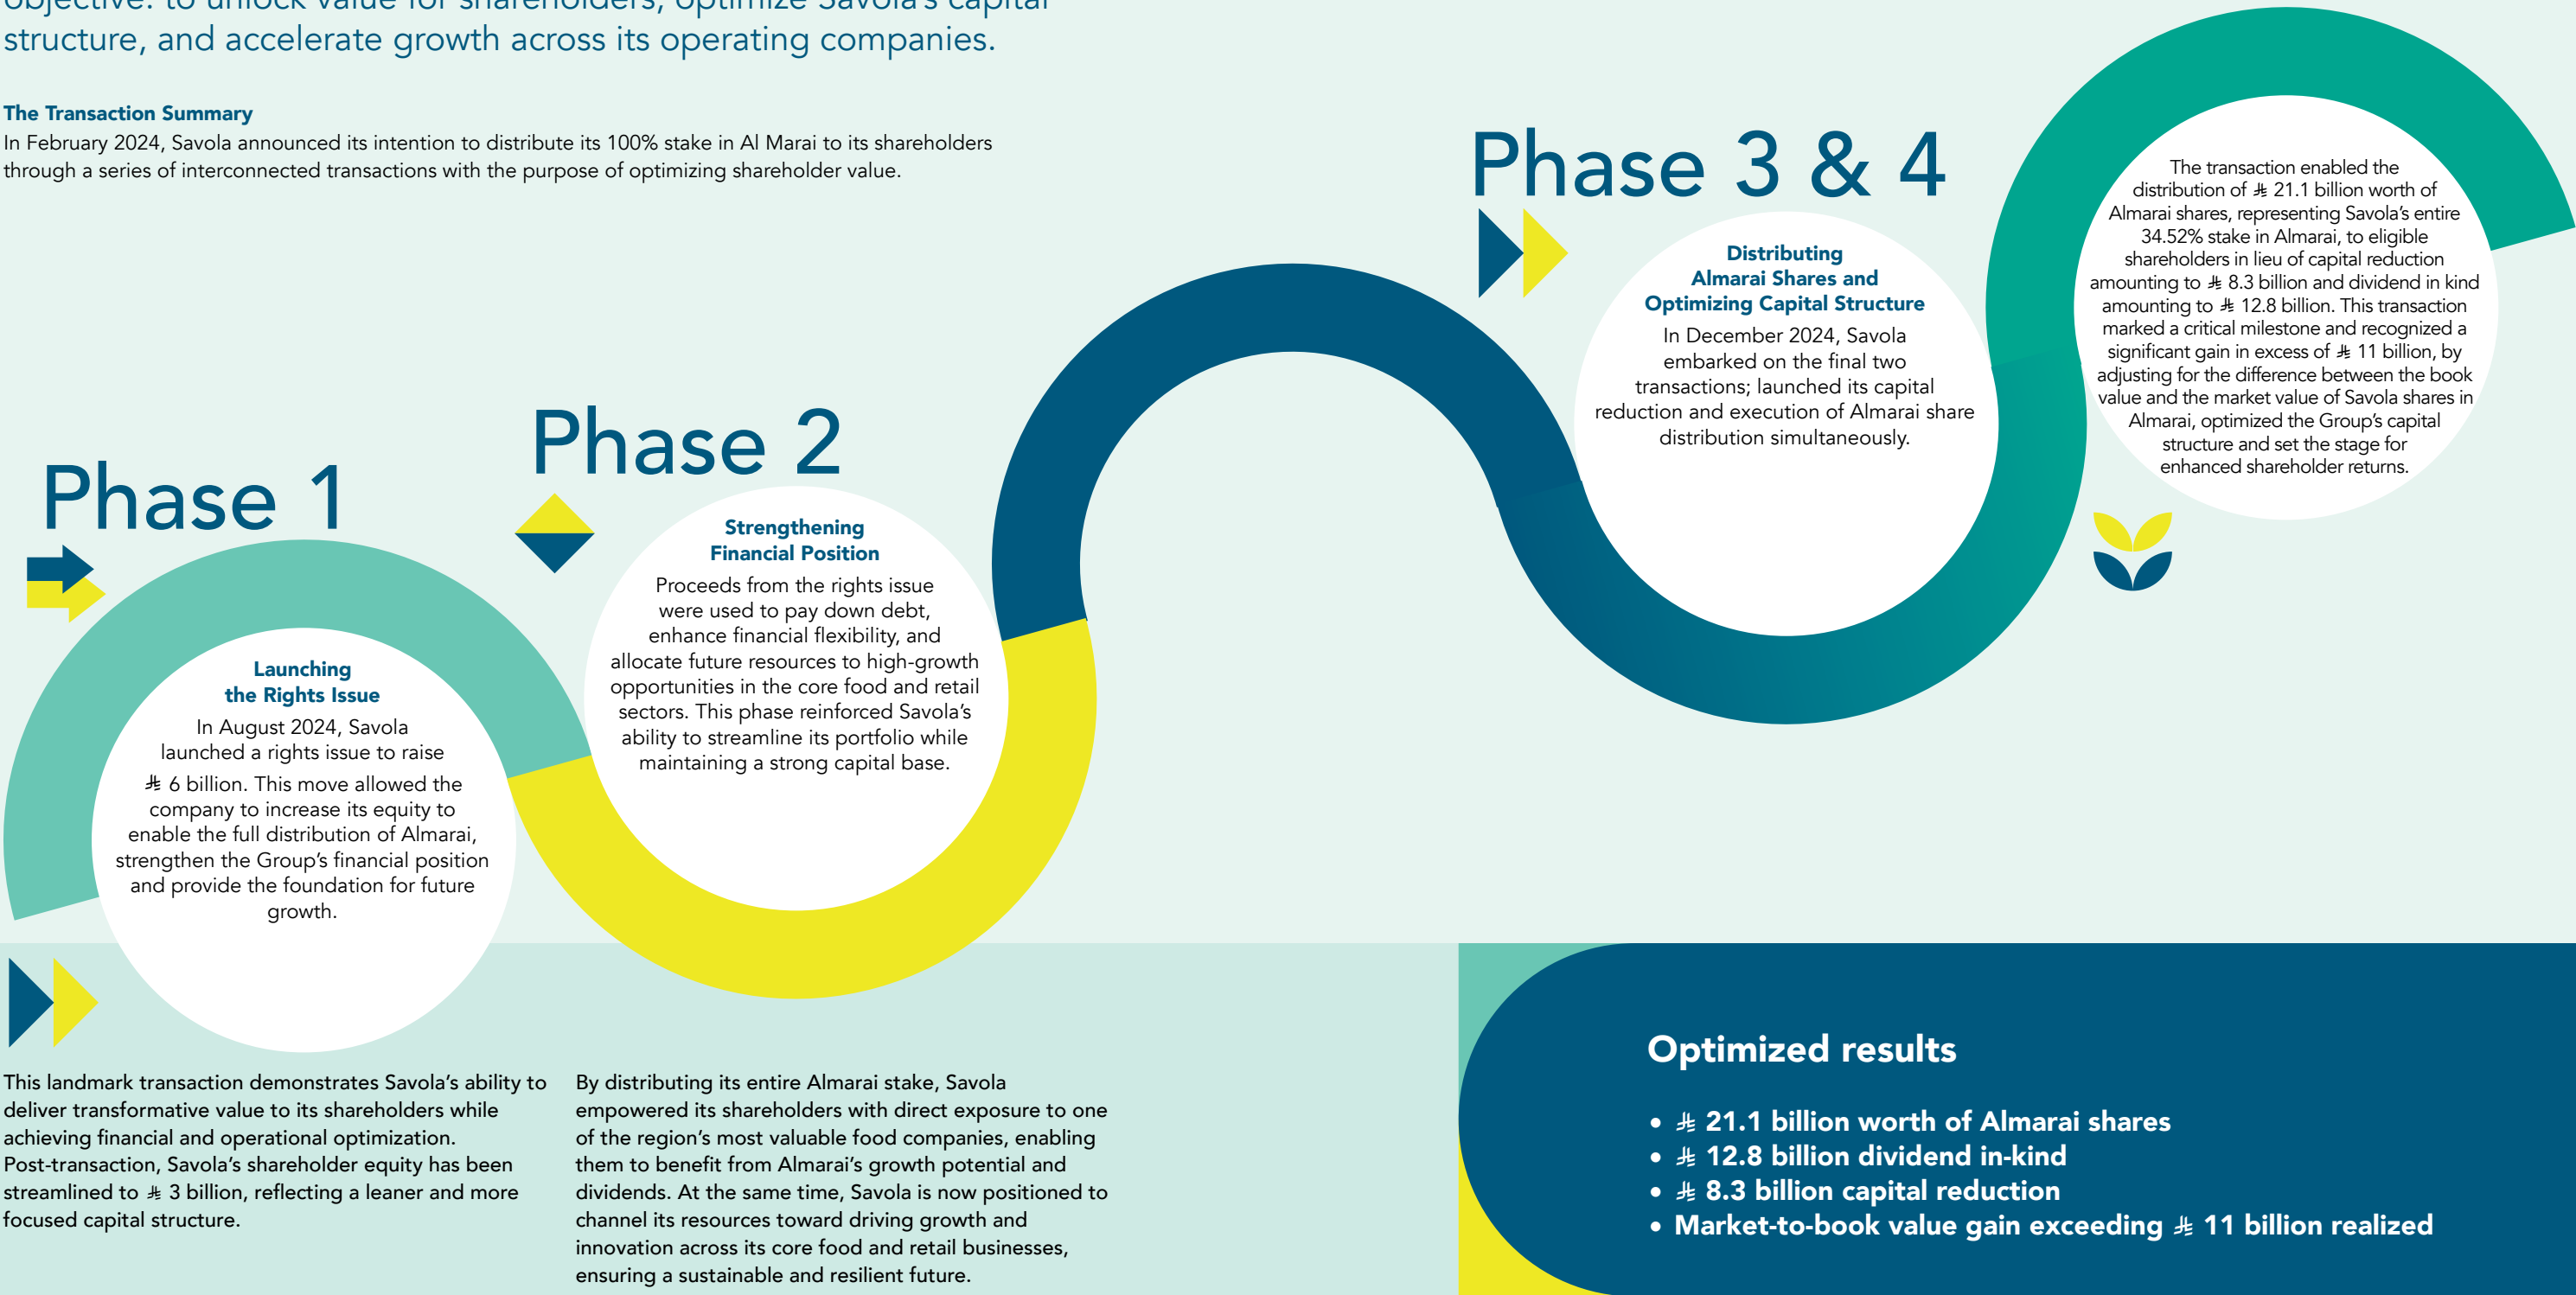 objective: to unlock value for shareholders, optimize Savola's capital
structure, and accelerate growth across its operating companies.
The Transaction Summary
In February 2024, Savola announced its intention to distribute its 100% stake in Al Marai to its shareholders
through a series of interconnected transactions with the purpose of optimizing shareholder value.
Phase 1
Launching
the Rights Issue
In August 2024, Savola
launched a rights issue to raise
⃁ 6 billion. This move allowed the
company to increase its equity to
enable the full distribution of Almarai,
strengthen the Group's financial position
and provide the foundation for future
growth.
Phase 2
Strengthening
Financial Position
Proceeds from the rights issue
were used to pay down debt,
enhance financial flexibility, and
allocate future resources to high-growth
opportunities in the core food and retail
sectors. This phase reinforced Savola's
ability to streamline its portfolio while
maintaining a strong capital base.
Phase 3 & 4
Distributing
Almarai Shares and
Optimizing Capital Structure
In December 2024, Savola
embarked on the final two
transactions; launched its capital
reduction and execution of Almarai share
distribution simultaneously.
The transaction enabled the
distribution of ⃁ 21.1 billion worth of
Almarai shares, representing Savola's entire
34.52% stake in Almarai, to eligible
shareholders in lieu of capital reduction
amounting to ⃁ 8.3 billion and dividend in kind
amounting to ⃁ 12.8 billion. This transaction
marked a critical milestone and recognized a
significant gain in excess of ⃁ 11 billion, by
adjusting for the difference between the book
value and the market value of Savola shares in
Almarai, optimized the Group's capital
structure and set the stage for
enhanced shareholder returns.
This landmark transaction demonstrates Savola's ability to
deliver transformative value to its shareholders while
achieving financial and operational optimization.
Post-transaction, Savola's shareholder equity has been
streamlined to ⃁ 3 billion, reflecting a leaner and more
focused capital structure.
By distributing its entire Almarai stake, Savola
empowered its shareholders with direct exposure to one
of the region's most valuable food companies, enabling
them to benefit from Almarai's growth potential and
dividends. At the same time, Savola is now positioned to
channel its resources toward driving growth and
innovation across its core food and retail businesses,
ensuring a sustainable and resilient future.
Optimized results
• ⃁ 21.1 billion worth of Almarai shares
• ⃁ 12.8 billion dividend in-kind
• ⃁ 8.3 billion capital reduction
• Market-to-book value gain exceeding ⃁ 11 billion realized